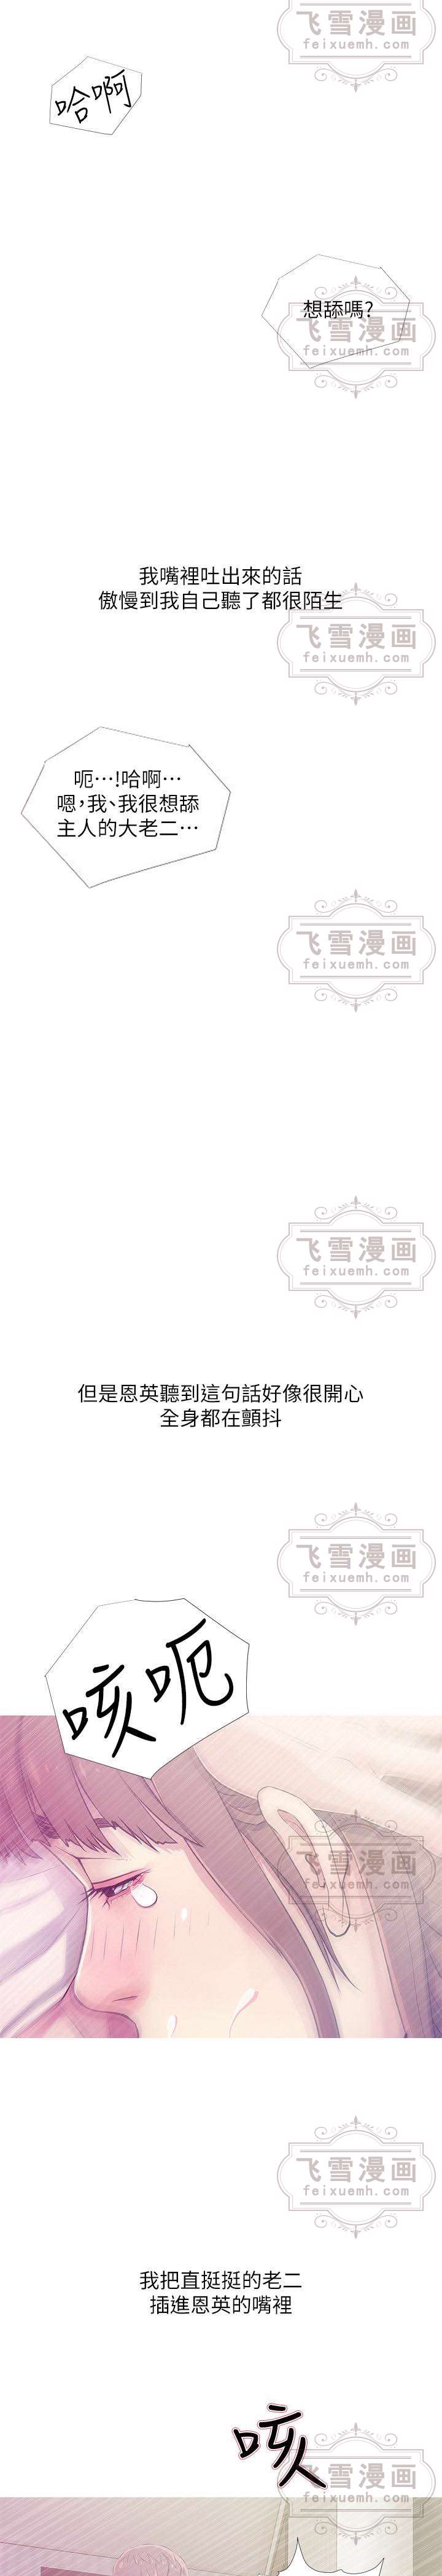 飞雪漫画
feixuemh.com
哈啊
想舔嗎?
飞雪漫画
feixuemh.com
我嘴裡吐出來的話
傲慢到我自己聽了都很陌生
飞雪漫画
feixuemh.com
呃⋯!哈啊⋯
嗯,我、我很想舔
主人的大老二⋯
飞雪漫画
feixuemh.com
飞雪漫画
feixuemh.com
但是恩英聽到這句話好像很開心
全身都在顫抖
飞雪漫画
feixuemh.com
咳呃
飞雪漫画
feixuemh.com
飞雪漫画
feixuemh.com
我把直挺挺的老二
插進恩英的嘴裡
咳
飞雪漫画
feixuemh.com